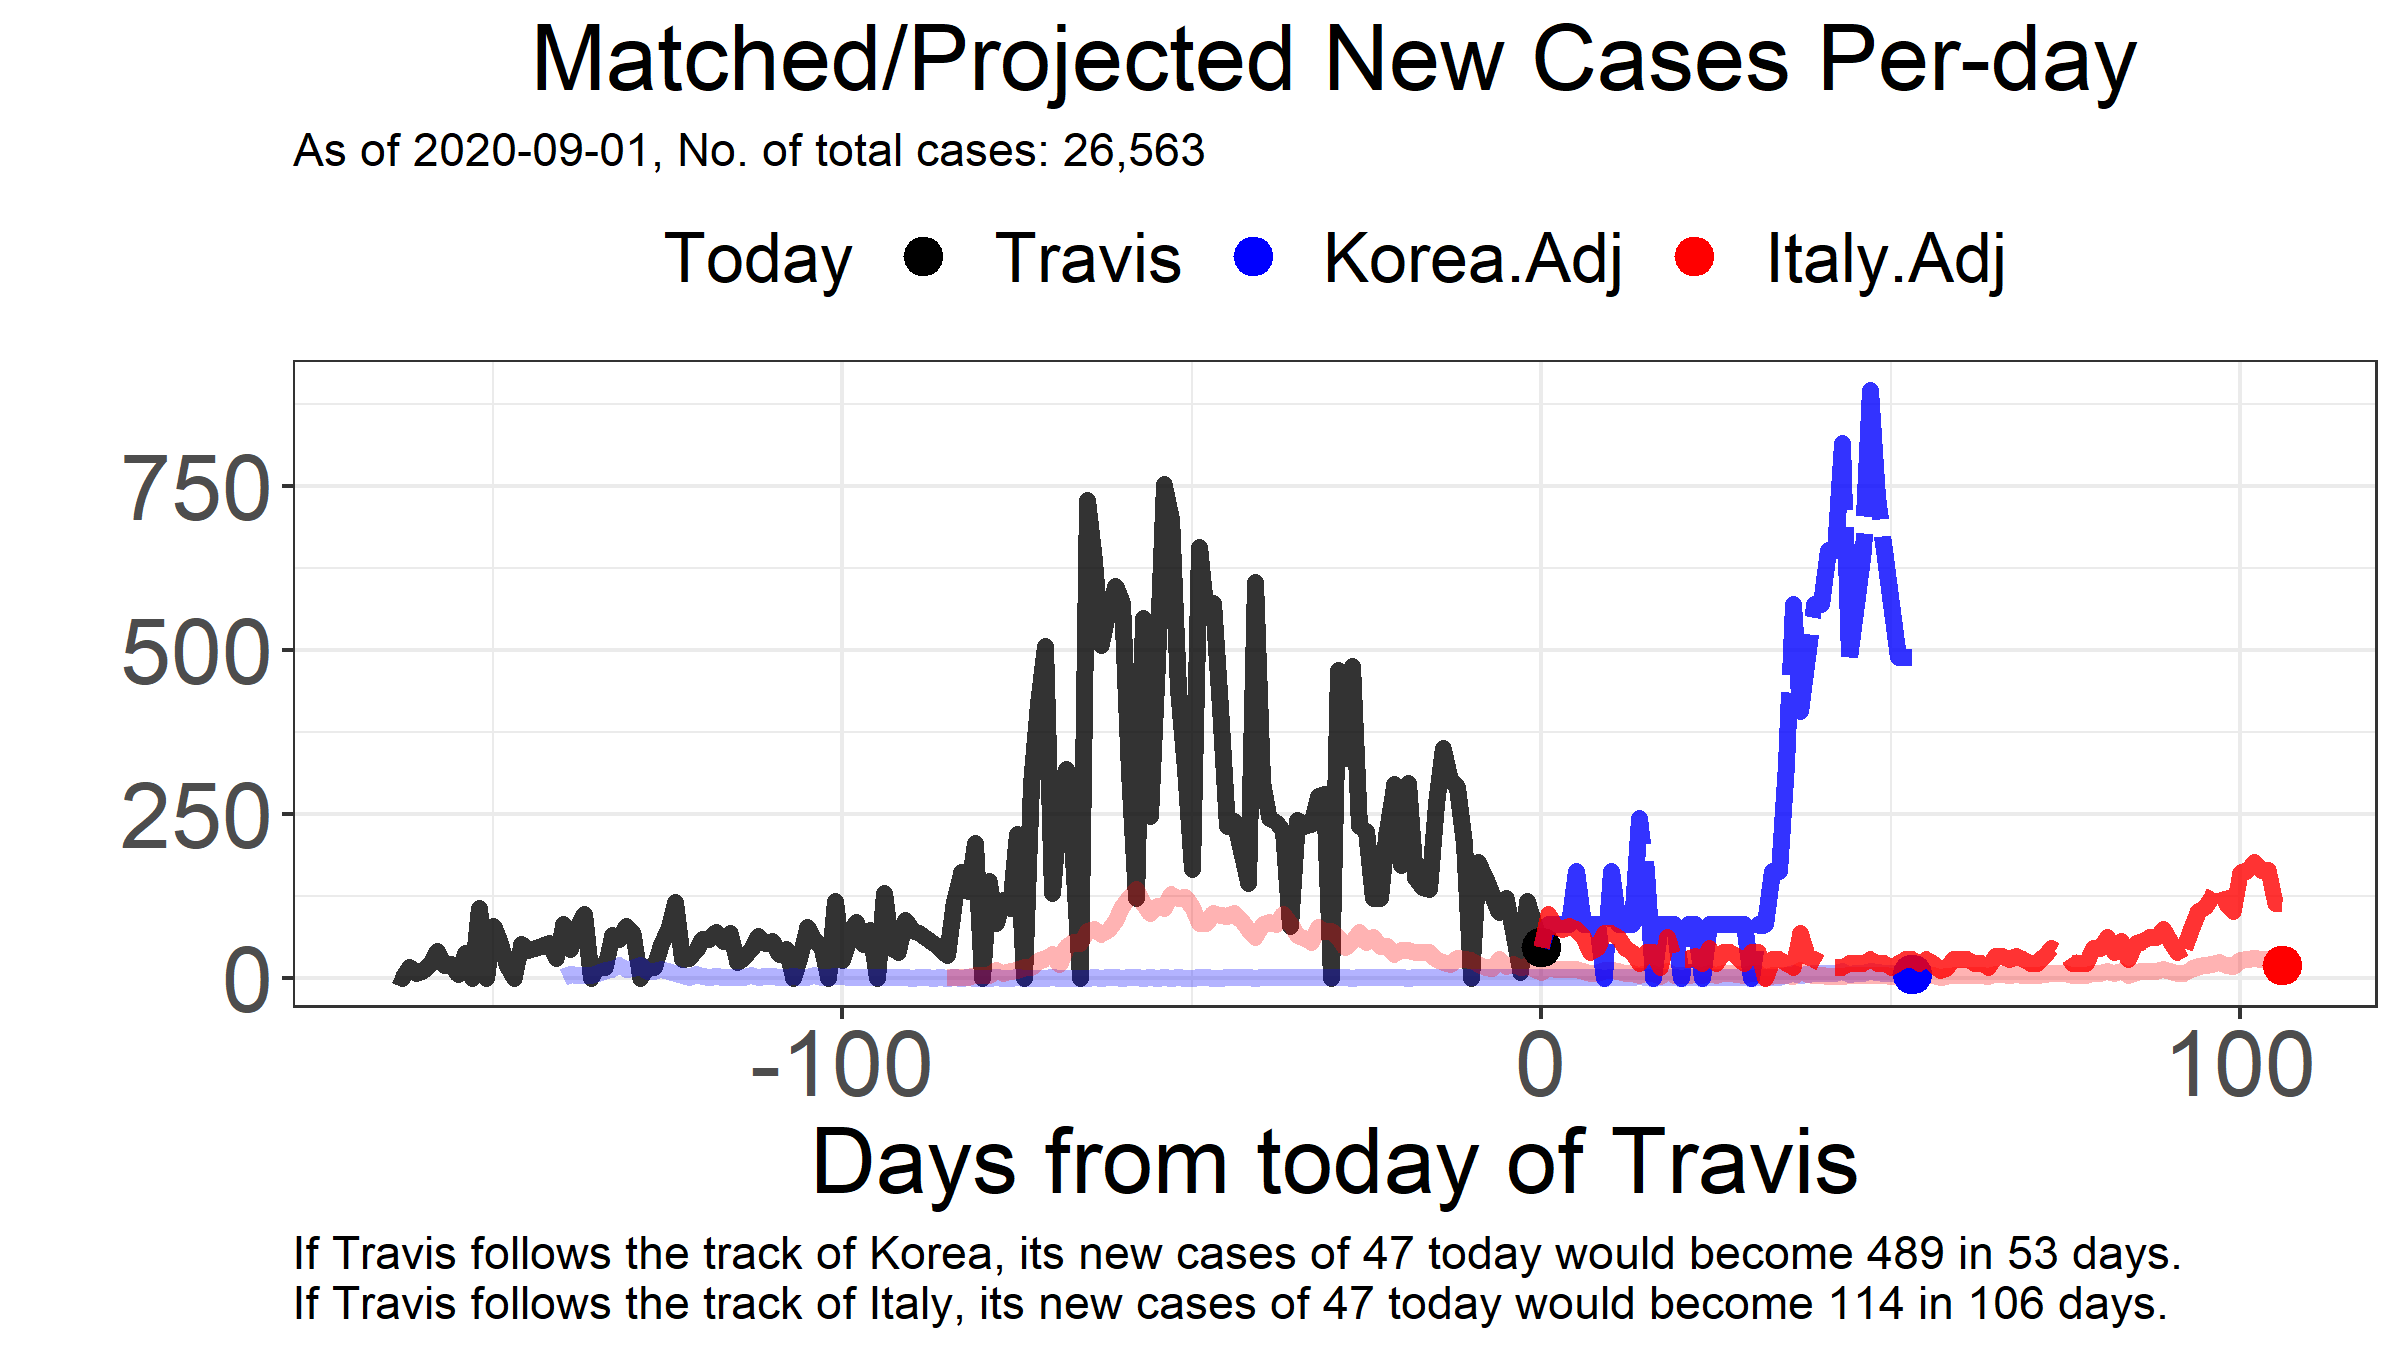 Matched/Projected New Cases Per-day
As of 2020-09-01, No. of total cases: 26,563
Today Travis Korea.Adj Italy.Adj
750
500
250
0
-100 0 100
Days from today of Travis
If Travis follows the track of Korea, its new cases of 47 today would become 489 in 53 days.
If Travis follows the track of Italy, its new cases of 47 today would become 114 in 106 days.